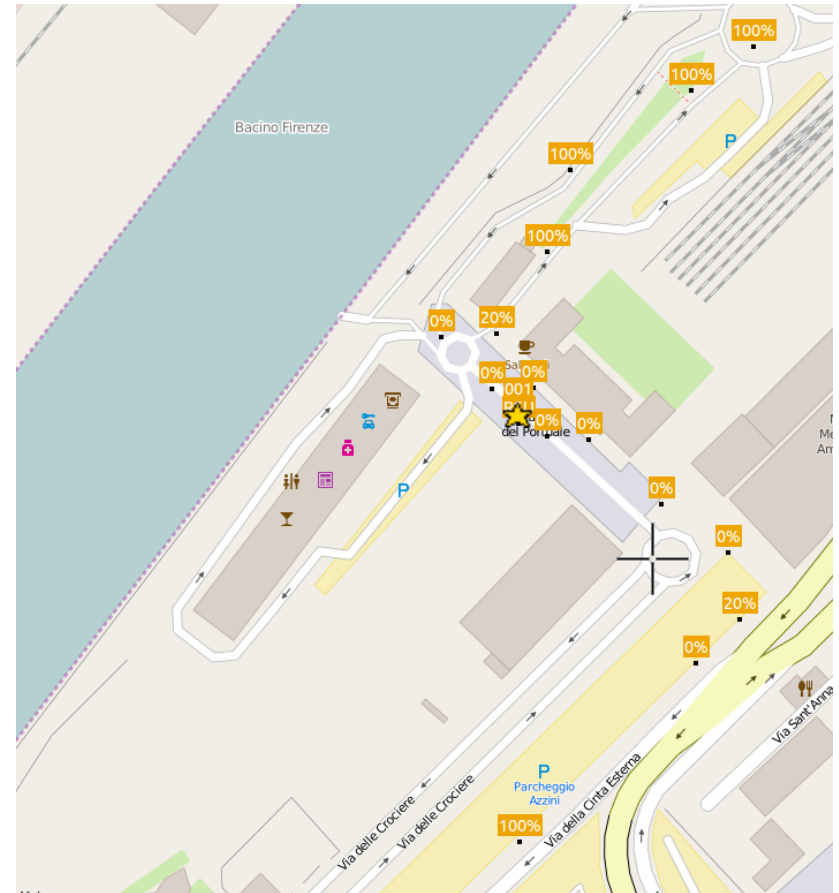 100%
100%
Bacino Firenze
P
100%
100%
0%
20%
0%
0%
001
0%
0%
del Portuale
P
0%
0%
20%
0%
Via Sant'Anna
P
Parcheggio
Azzini
Via della Cinta Esterna
Via delle Crociere
Via delle Crociere
100%